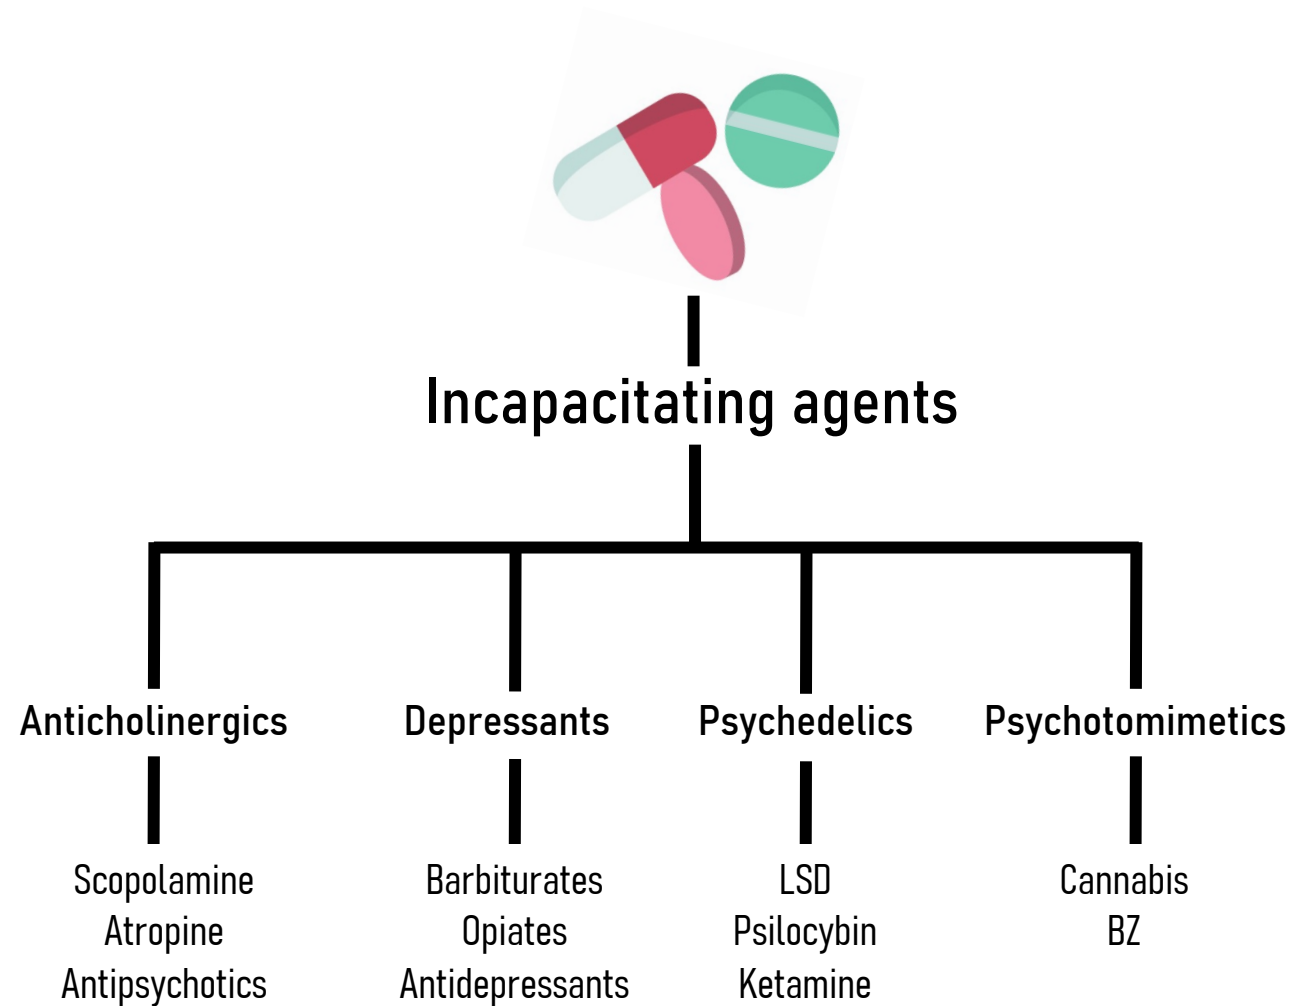 Incapacitating agents
Anticholinergics
Scopolamine
Atropine
Antipsychotics
Depressants
Barbiturates
Opiates
Antidepressants
Psychedelics
LSD
Psilocybin
Ketamine
Psychotomimetics
Cannabis
BZ